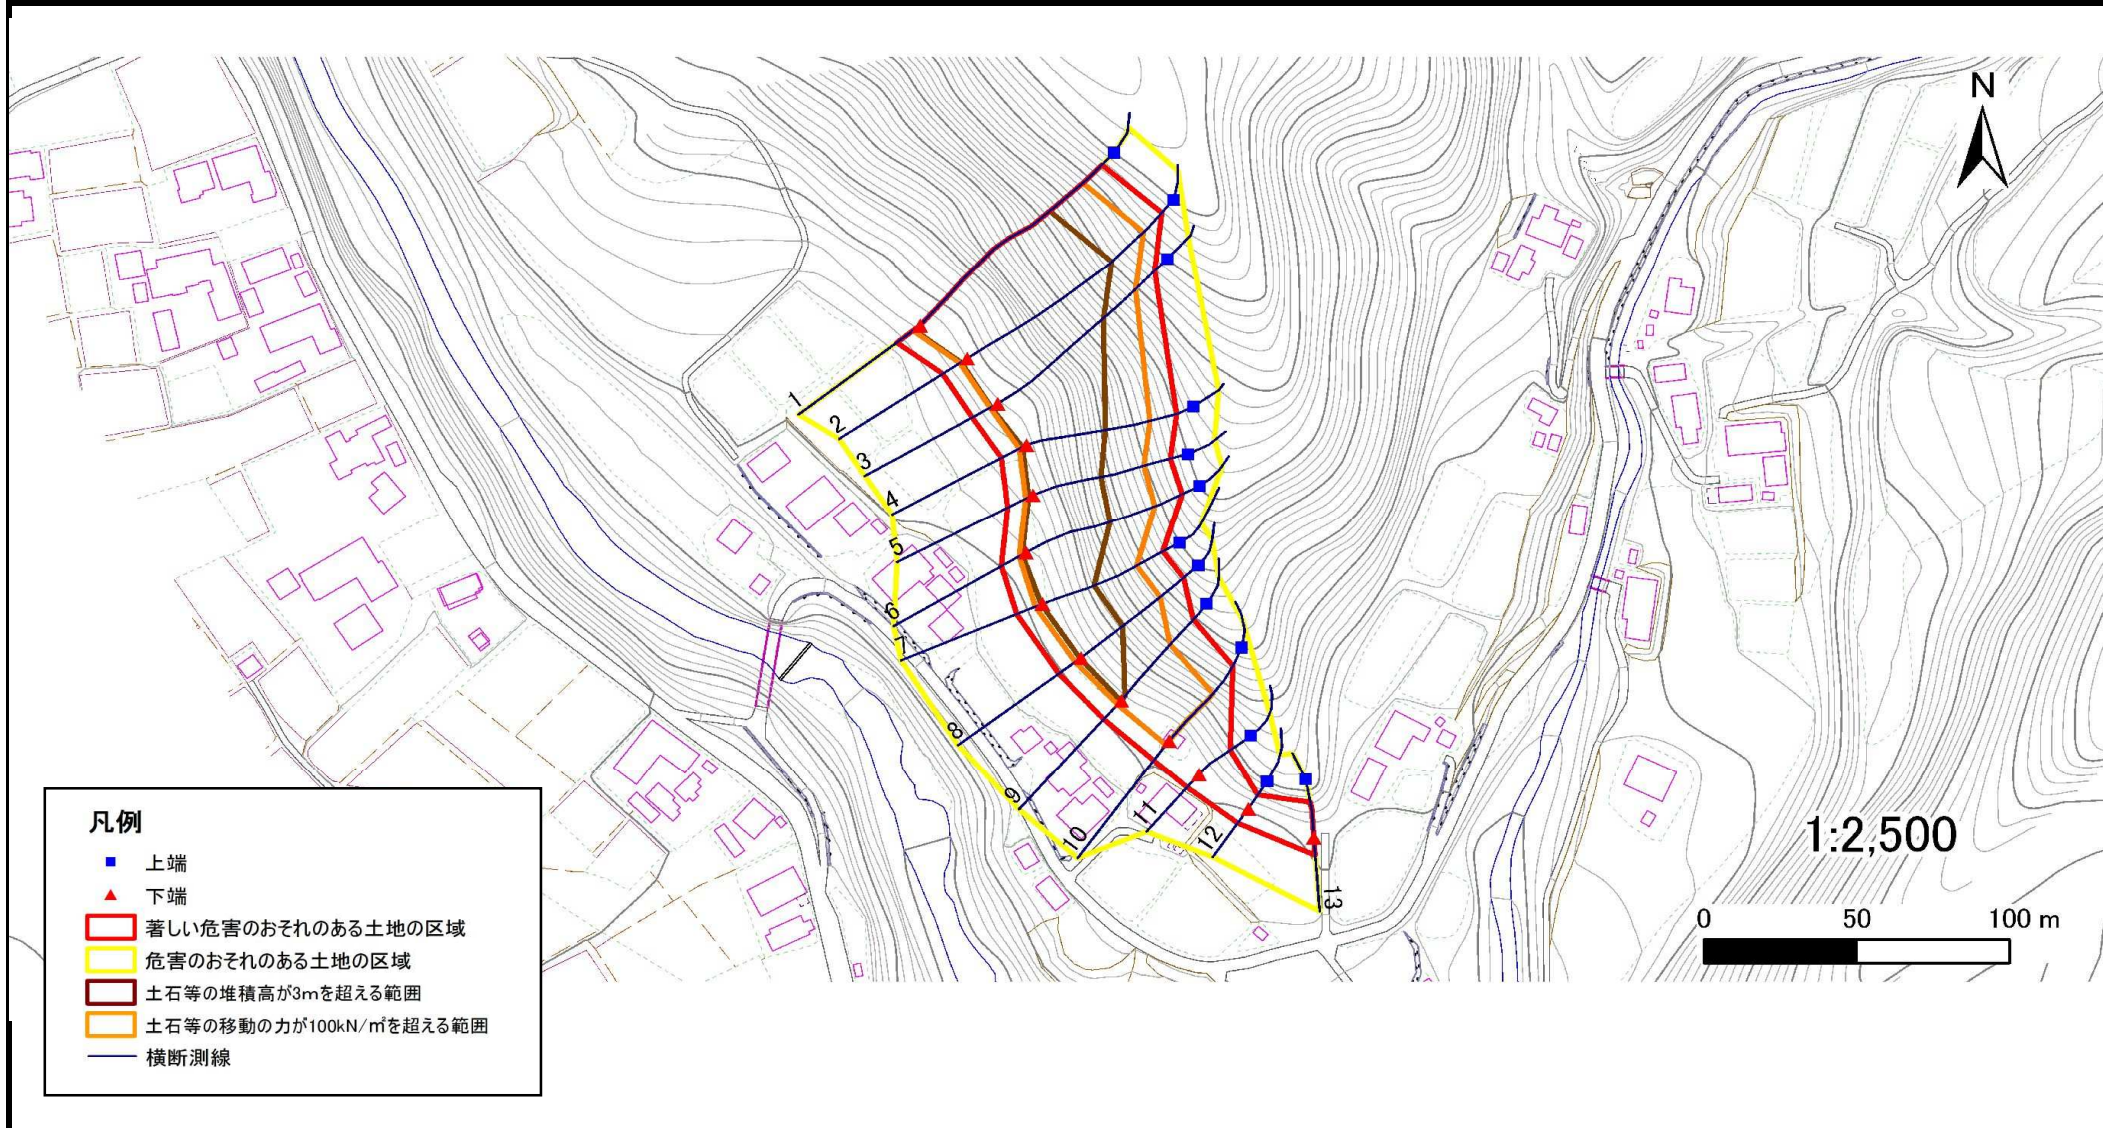 N
1
2
3
4
5
6
7
8
9
10
11
12
13
1:2,500
0 50 100 m
凡例
上端
下端
著しい危害のおそれのある土地の区域
危害のおそれのある土地の区域
土石等の堆積高が3mを超える範囲
土石等の移動の力が100kN/㎡を超える範囲
横断測線